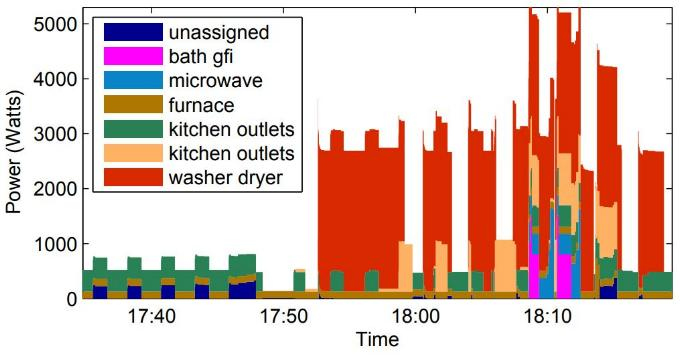 5000
4000
3000
2000
1000
0
Power (Watts)
unassigned
bath gfi
microwave
furnace
kitchen outlets
kitchen outlets
washer dryer
17:40
17:50
18:00
18:10
Time